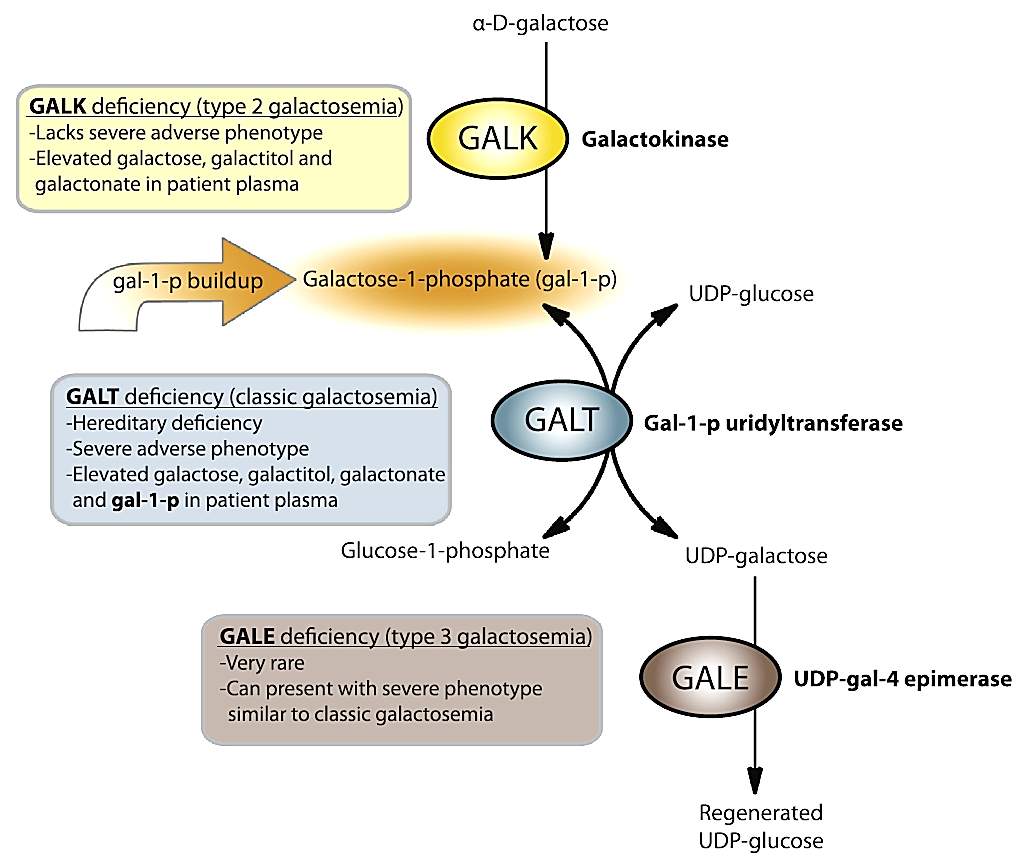 α-D-galactose
GALK deficiency (type 2 galactosemia)
-Lacks severe adverse phenotype
-Elevated galactose, galactitol and
galactonate in patient plasma
GALK
Galactokinase
gal-1-p buildup
Galactose-1-phosphate (gal-1-p)
UDP-glucose
GALT deficiency (classic galactosemia)
-Hereditary deficiency
-Severe adverse phenotype
-Elevated galactose, galactitol, galactonate
and gal-1-p in patient plasma
GALT
Gal-1-p uridyltransferase
Glucose-1-phosphate
UDP-galactose
GALE deficiency (type 3 galactosemia)
-Very rare
-Can present with severe phenotype
similar to classic galactosemia
GALE
UDP-gal-4 epimerase
Regenerated
UDP-glucose